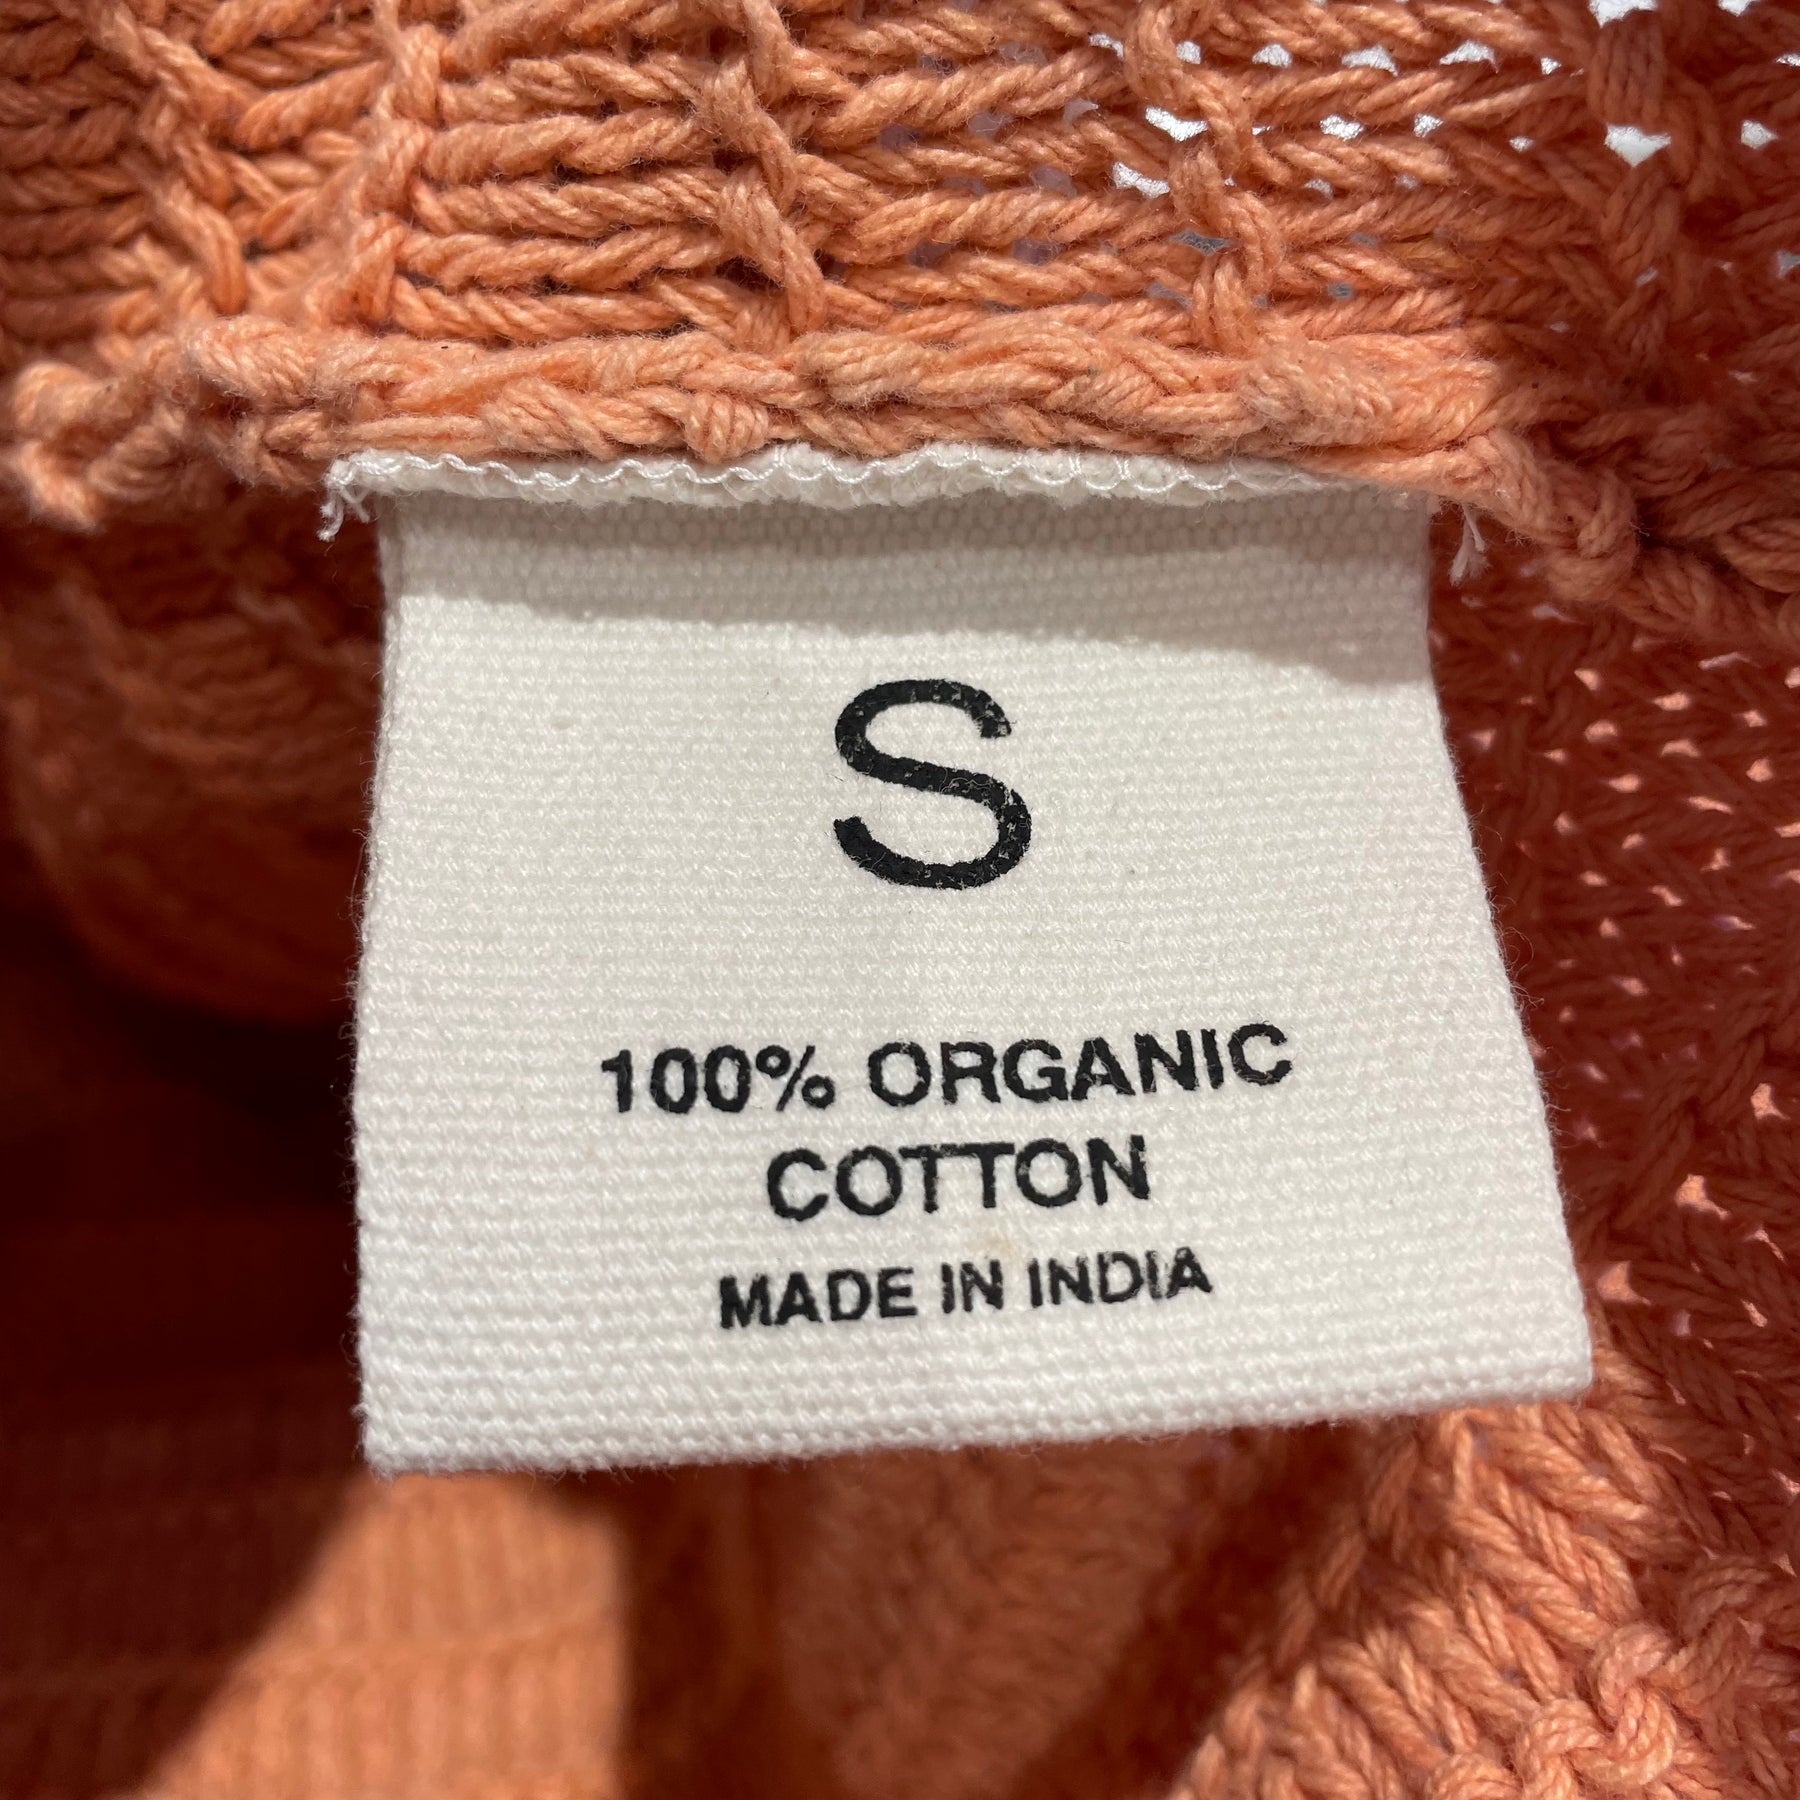 S
100% ORGANIC
COTTON
MADE IN INDIA